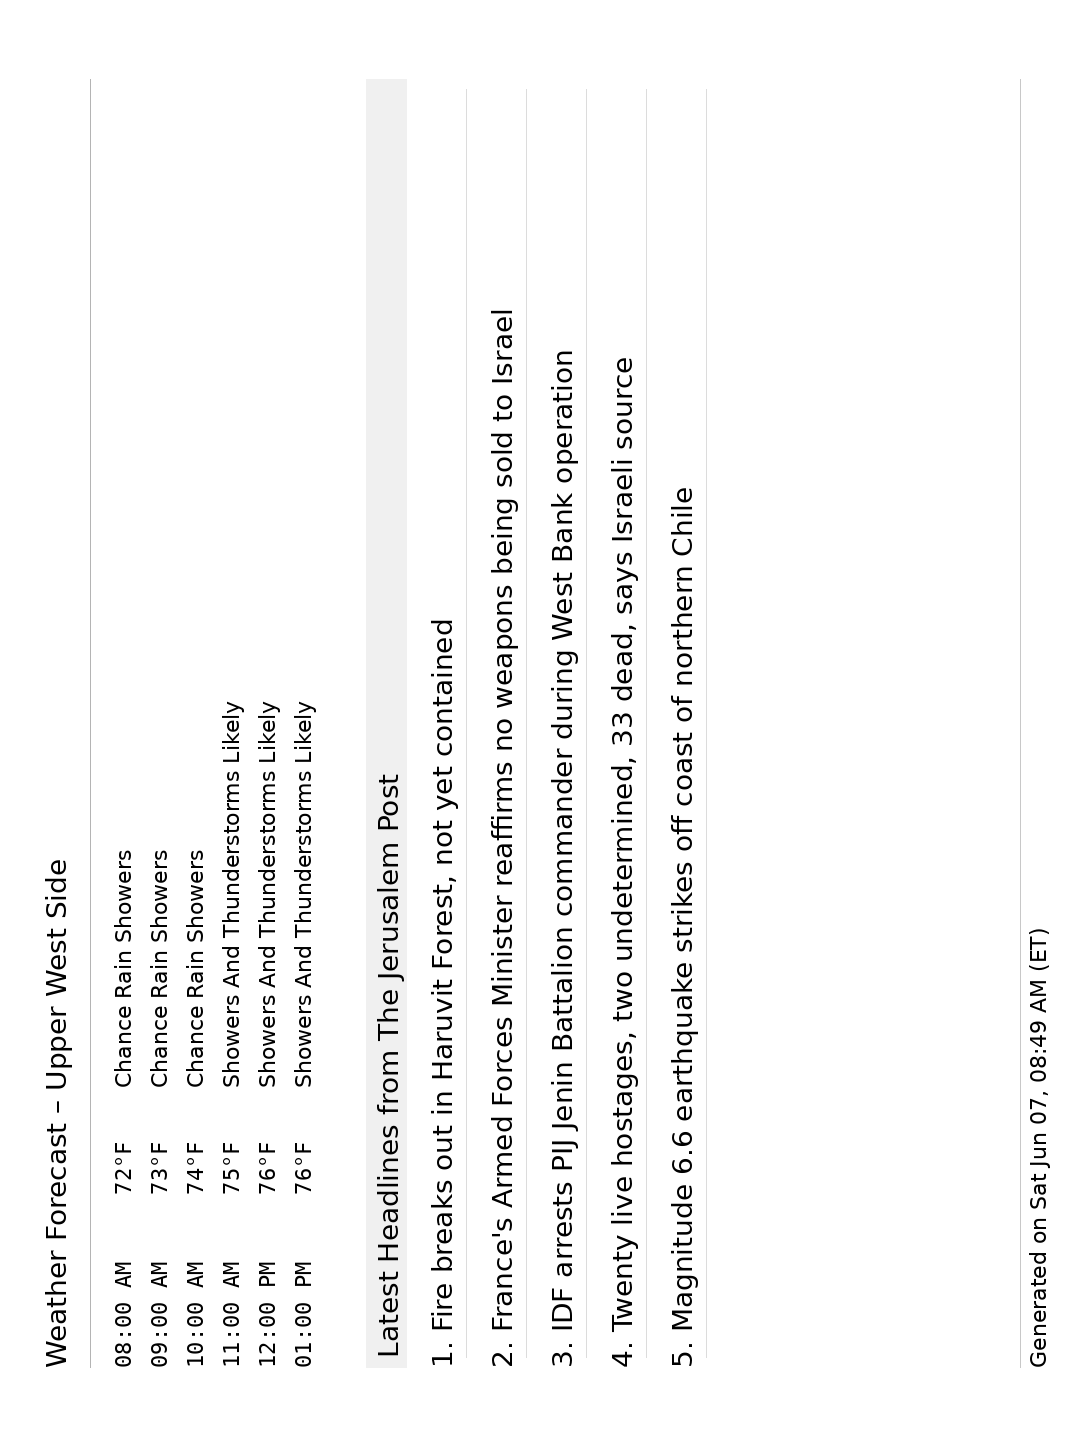 Weather Forecast – Upper West Side
08:00 AM 72°F Chance Rain Showers
09:00 AM 73°F Chance Rain Showers
10:00 AM 74°F Chance Rain Showers
11:00 AM 75°F Showers And Thunderstorms Likely
12:00 PM 76°F Showers And Thunderstorms Likely
01:00 PM 76°F Showers And Thunderstorms Likely
Latest Headlines from The Jerusalem Post
1. Fire breaks out in Haruvit Forest, not yet contained
2. France's Armed Forces Minister reaffirms no weapons being sold to Israel
3. IDF arrests PIJ Jenin Battalion commander during West Bank operation
4. Twenty live hostages, two undetermined, 33 dead, says Israeli source
5. Magnitude 6.6 earthquake strikes off coast of northern Chile
Generated on Sat Jun 07, 08:49 AM (ET)